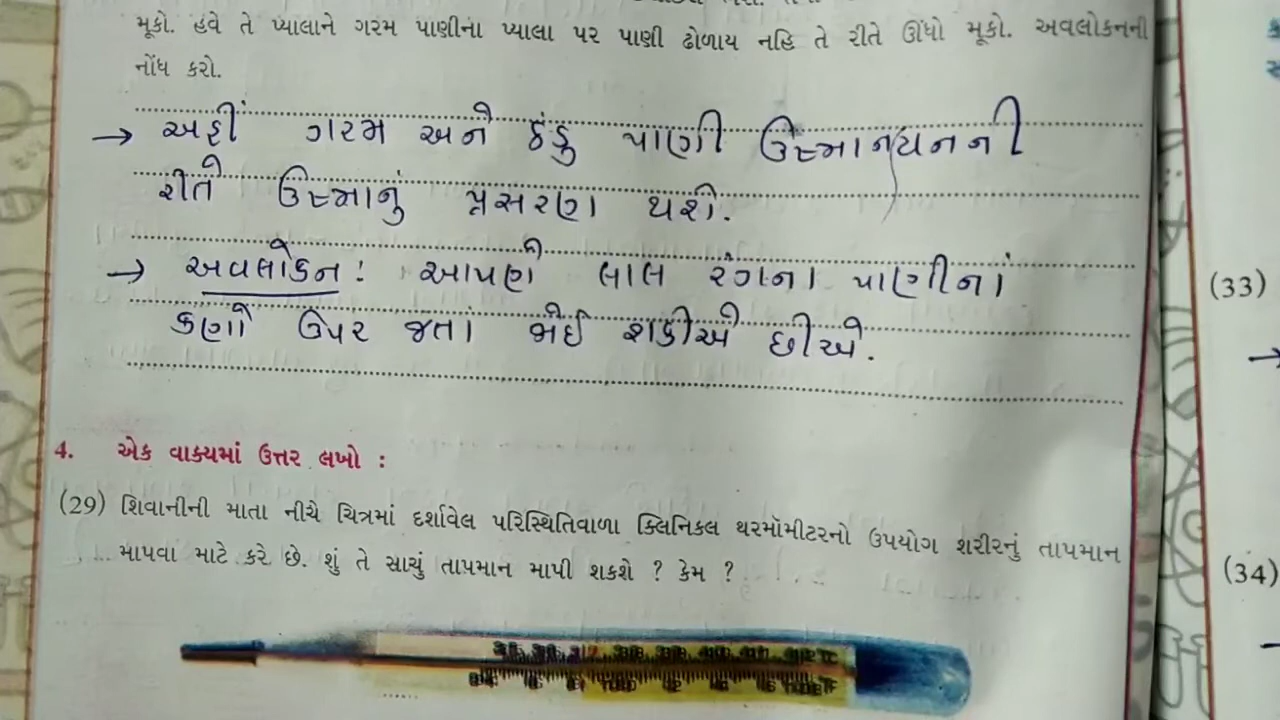 મૂકો. હવે તે પ્યાલાને ગરમ પાણીના પ્યાલા પર પાણી ઢોળાય નહિ તે રીતે ઊંધો મૂકો. અવલોકનની
નોંધ કરો.
→ અહીં ગરમ અને ઠંડુ પાણી ઉષ્માનયનની
રીતે ઉષ્માનું પ્રસરણ થશે.
→ અવલોકન: આપણે લાલ રંગના પાણીનાં
કણો ઉપર જતાં જોઈ શકીએ છીએ.
4. એક વાક્યમાં ઉત્તર લખો :
(29) શિવાનીની માતા નીચે ચિત્રમાં દર્શાવેલ પરિસ્થિતિવાળા ક્લિનિકલ થરમૉમીટરનો ઉપયોગ શરીરનું તાપમાન
માપવા માટે કરે છે. શું તે સાચું તાપમાન માપી શકશે ? કેમ ?
(33)
→
(34)